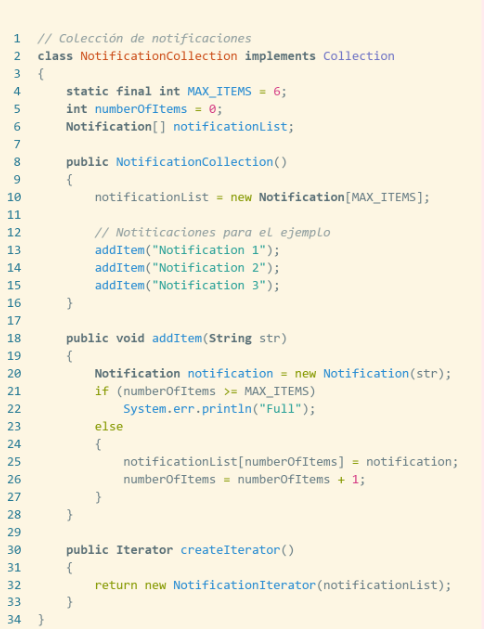 1 // Colección de notificaciones
2 class NotificationCollection implements Collection
3 {
4     static final int MAX_ITEMS = 6;
5     int numberOfItems = 0;
6     Notification[] notificationList;
7
8     public NotificationCollection()
9     {
10         notificationList = new Notification[MAX_ITEMS];
11
12         // Notiticaciones para el ejemplo
13         addItem("Notification 1");
14         addItem("Notification 2");
15         addItem("Notification 3");
16     }
17
18     public void addItem(String str)
19     {
20         Notification notification = new Notification(str);
21         if (numberOfItems >= MAX_ITEMS)
22             System.err.println("Full");
23         else
24         {
25             notificationList[numberOfItems] = notification;
26             numberOfItems = numberOfItems + 1;
27         }
28     }
29
30     public Iterator createIterator()
31     {
32         return new NotificationIterator(notificationList);
33     }
34 }